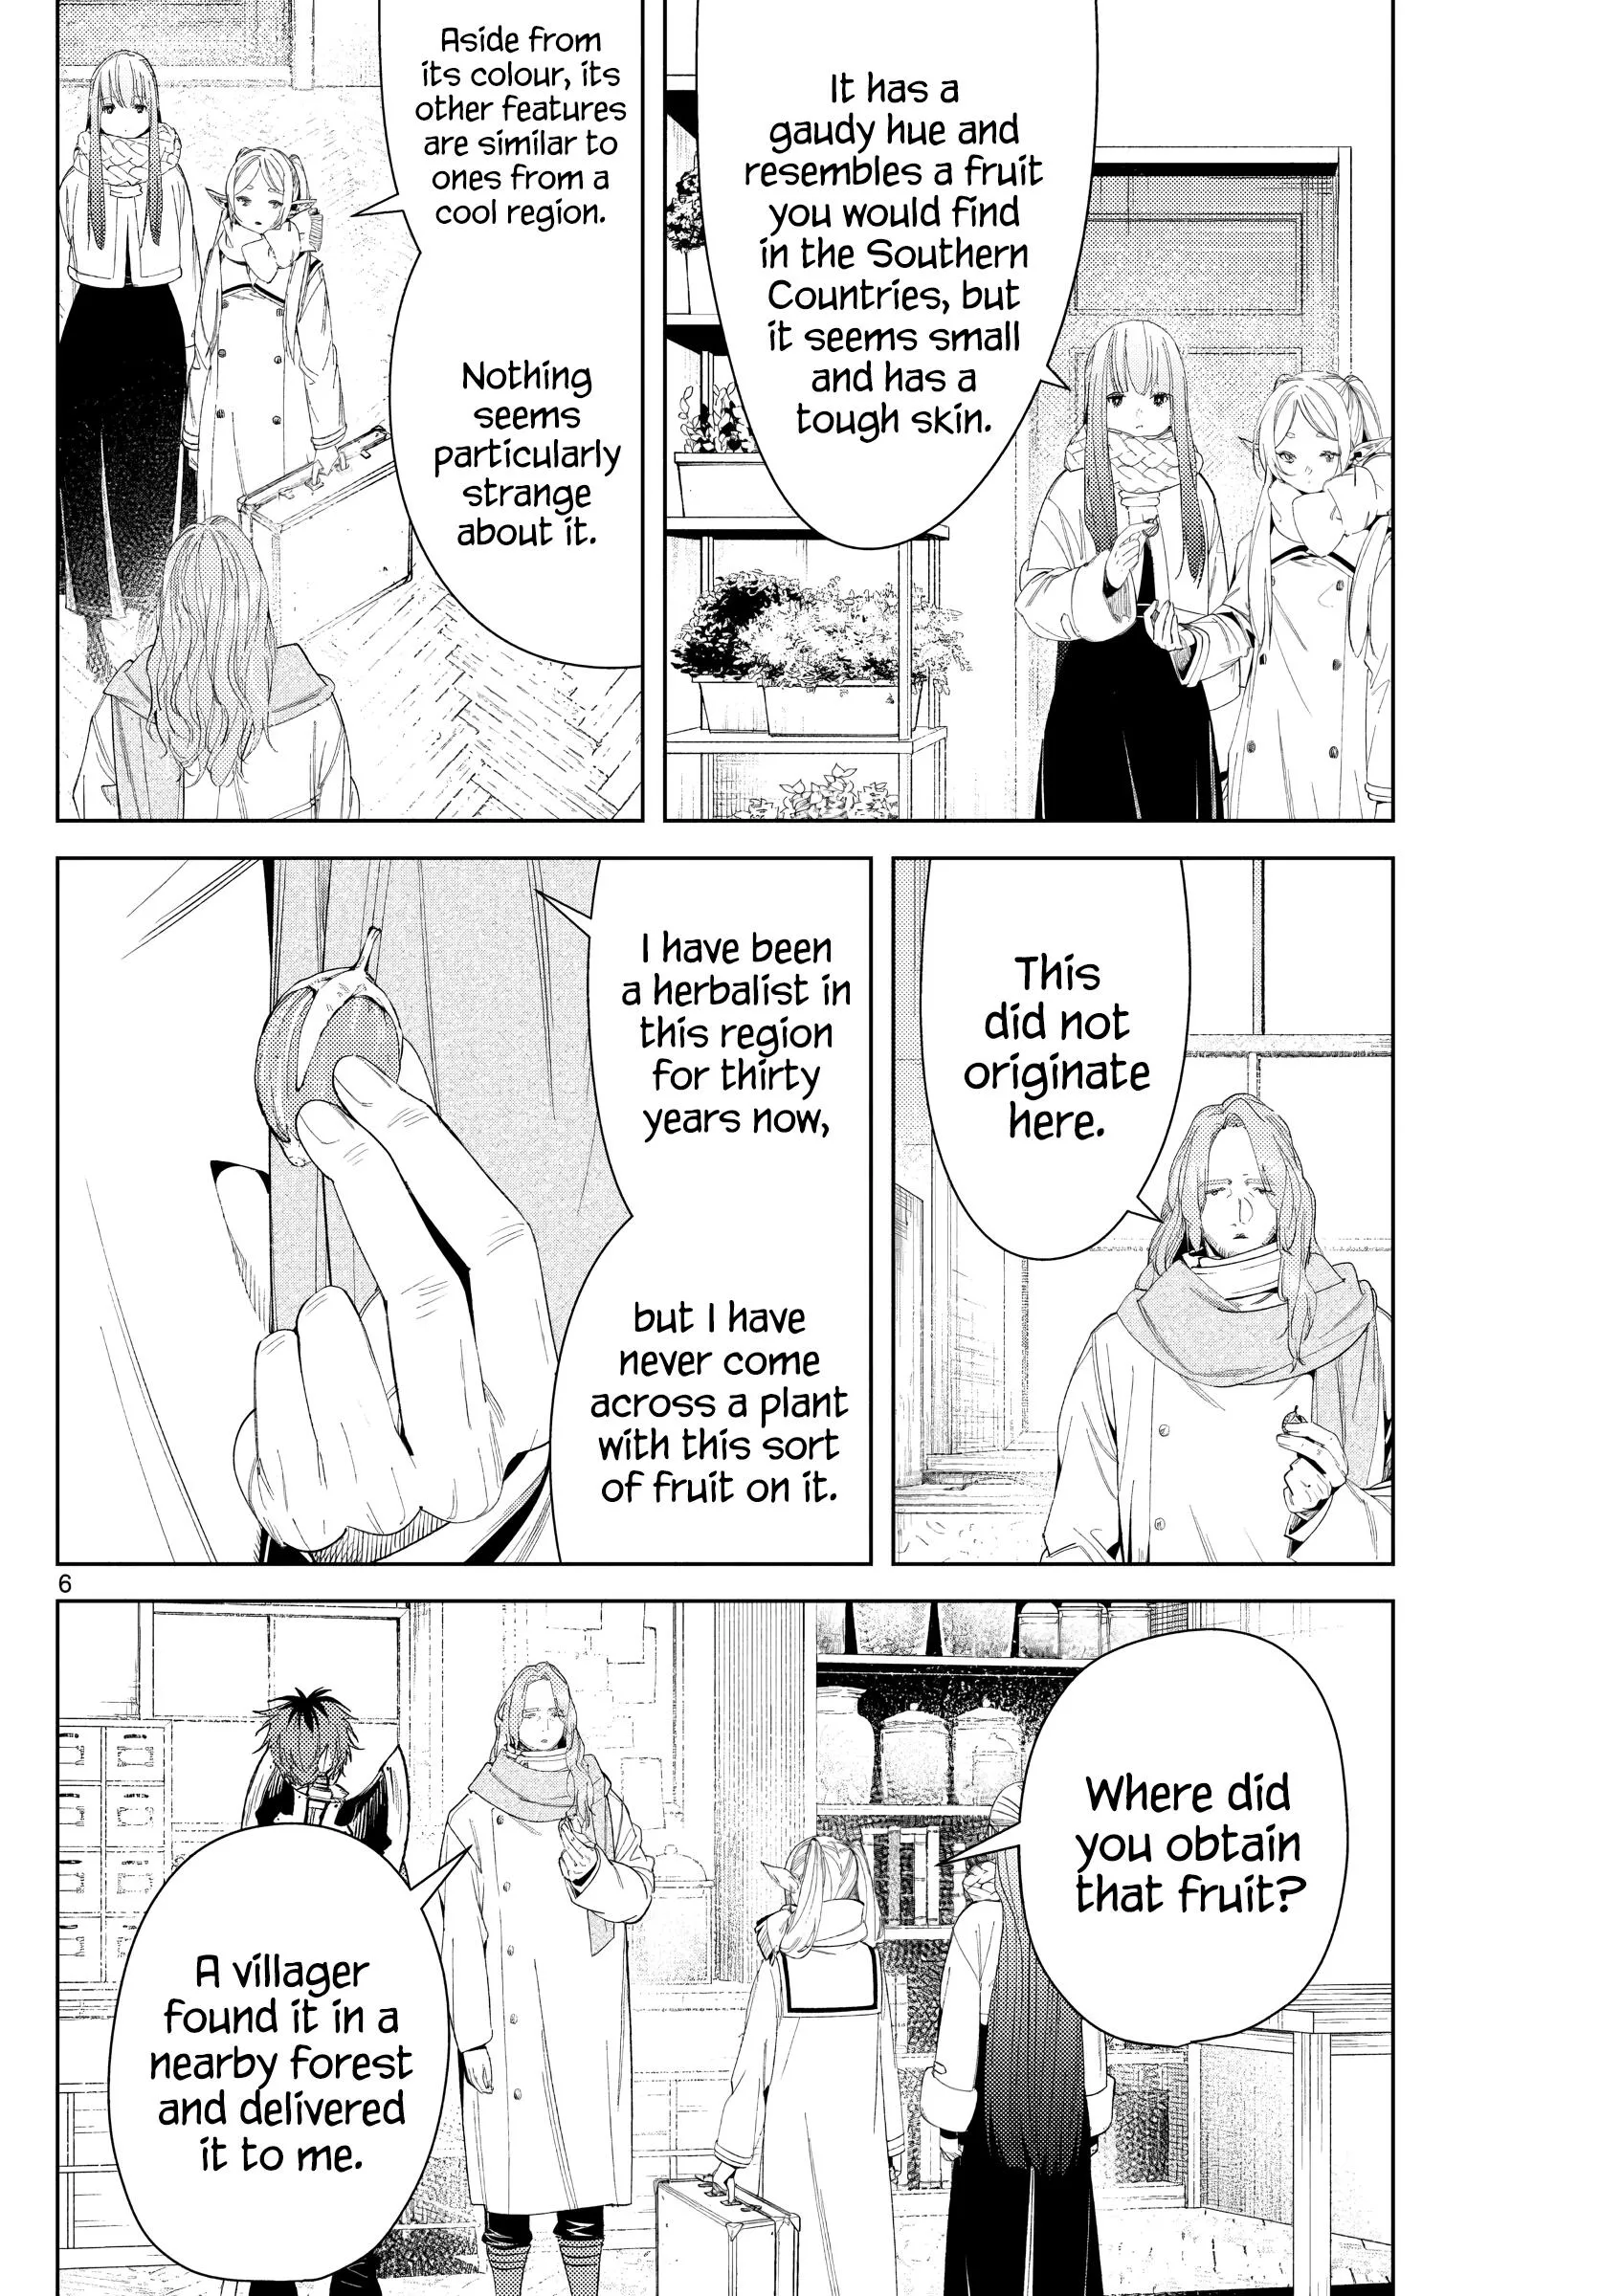 It has a
gaudy hue and
resembles a fruit
you would find
in the Southern
Countries, but
it seems small
and has a
tough skin.
Aside from
its colour, its
other features
are similar to
ones from a
cool region.
Nothing
seems
particularly
strange
about it.
This
did not
originate
here.
I have been
a herbalist in
this region
for thirty
years now,
but I have
never come
across a plant
with this sort
of fruit on it.
6
Where did
you obtain
that fruit?
A villager
found it in a
nearby forest
and delivered
it to me.